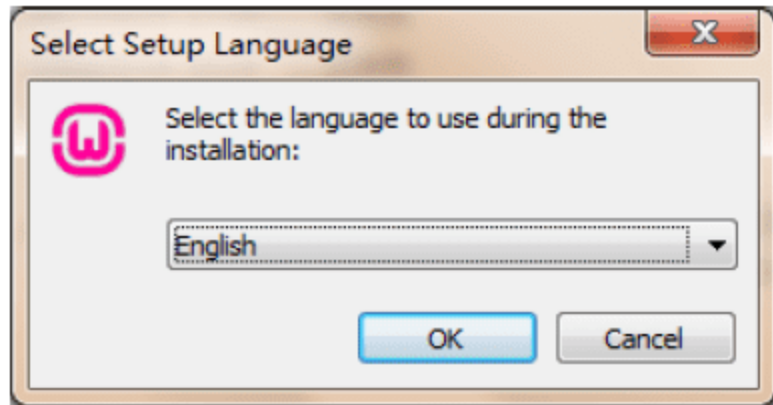 Select Setup Language
Select the language to use during the
installation:
English
OK
Cancel